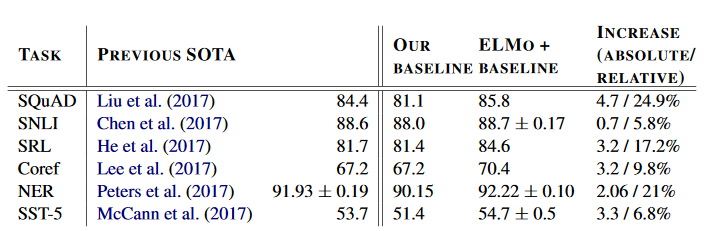 TASK PREVIOUS SOTA OUR BASELINE ELMO + BASELINE INCREASE (ABSOLUTE/ RELATIVE)
SQuAD Liu et al. (2017) 84.4 81.1 85.8 4.7 / 24.9%
SNLI Chen et al. (2017) 88.6 88.0 88.7 ± 0.17 0.7 / 5.8%
SRL He et al. (2017) 81.7 81.4 84.6 3.2 / 17.2%
Coref Lee et al. (2017) 67.2 67.2 70.4 3.2 / 9.8%
NER Peters et al. (2017) 91.93 ± 0.19 90.15 92.22 ± 0.10 2.06 / 21%
SST-5 McCann et al. (2017) 53.7 51.4 54.7 ± 0.5 3.3 / 6.8%